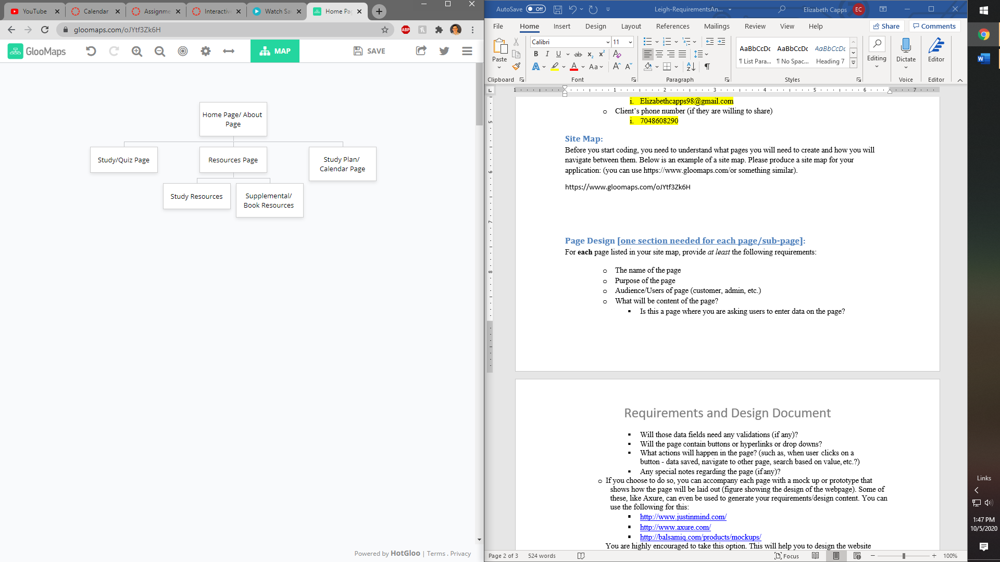 YouTube
Calendar
Assignme
Interactiv
Watch Sa
Home Pa
gloomaps.com/oJYtf3Zk6H
ABP
GlooMaps
MAP
SAVE
Home Page/ About
Page
Study/Quiz Page
Resources Page
Study Plan/
Calendar Page
Study Resources
Supplemental/
Book Resources
Powered by HotGloo | Terms . Privacy
AutoSave Off
Leigh-RequirementsAn...
Elizabeth Capps
EC
File Home Insert Design Layout References Mailings Review View Help
Share
Comments
Paste
Calibri 11
B I U ab x₂ x²
A A Aa A A
AaBbCcDc AaBbCcDc AaBbCcDc
¶ List Para... ¶ No Spac... Heading 7
Editing
Dictate
Editor
Clipboard Font Paragraph Styles Voice Editor
1 1 2 3 4 5 6 7
5
6
7
8
i. Elizabethcapps98@gmail.com
o Client’s phone number (if they are willing to share)
i. 7048608290
Site Map:
Before you start coding, you need to understand what pages you will need to create and how you will
navigate between them. Below is an example of a site map. Please produce a site map for your
application: (you can use https://www.gloomaps.com/or something similar).
https://www.gloomaps.com/oJYtf3Zk6H
Page Design [one section needed for each page/sub-page]:
For each page listed in your site map, provide at least the following requirements:
o The name of the page
o Purpose of the page
o Audience/Users of page (customer, admin, etc.)
o What will be content of the page?
▪ Is this a page where you are asking users to enter data on the page?
Requirements and Design Document
▪ Will those data fields need any validations (if any)?
▪ Will the page contain buttons or hyperlinks or drop downs?
▪ What actions will happen in the page? (such as, when user clicks on a
button - data saved, navigate to other page, search based on value, etc.?)
▪ Any special notes regarding the page (if any)?
o If you choose to do so, you can accompany each page with a mock up or prototype that
shows how the page will be laid out (figure showing the design of the webpage). Some of
these, like Axure, can even be used to generate your requirements/design content. You can
use the following for this:
▪ http://www.justinmind.com/
▪ http://www.axure.com/
▪ http://balsamiq.com/products/mockups/
You are highly encouraged to take this option. This will help you to design the website
Page 2 of 3 524 words
Focus
100%
Links
1:47 PM
10/5/2020